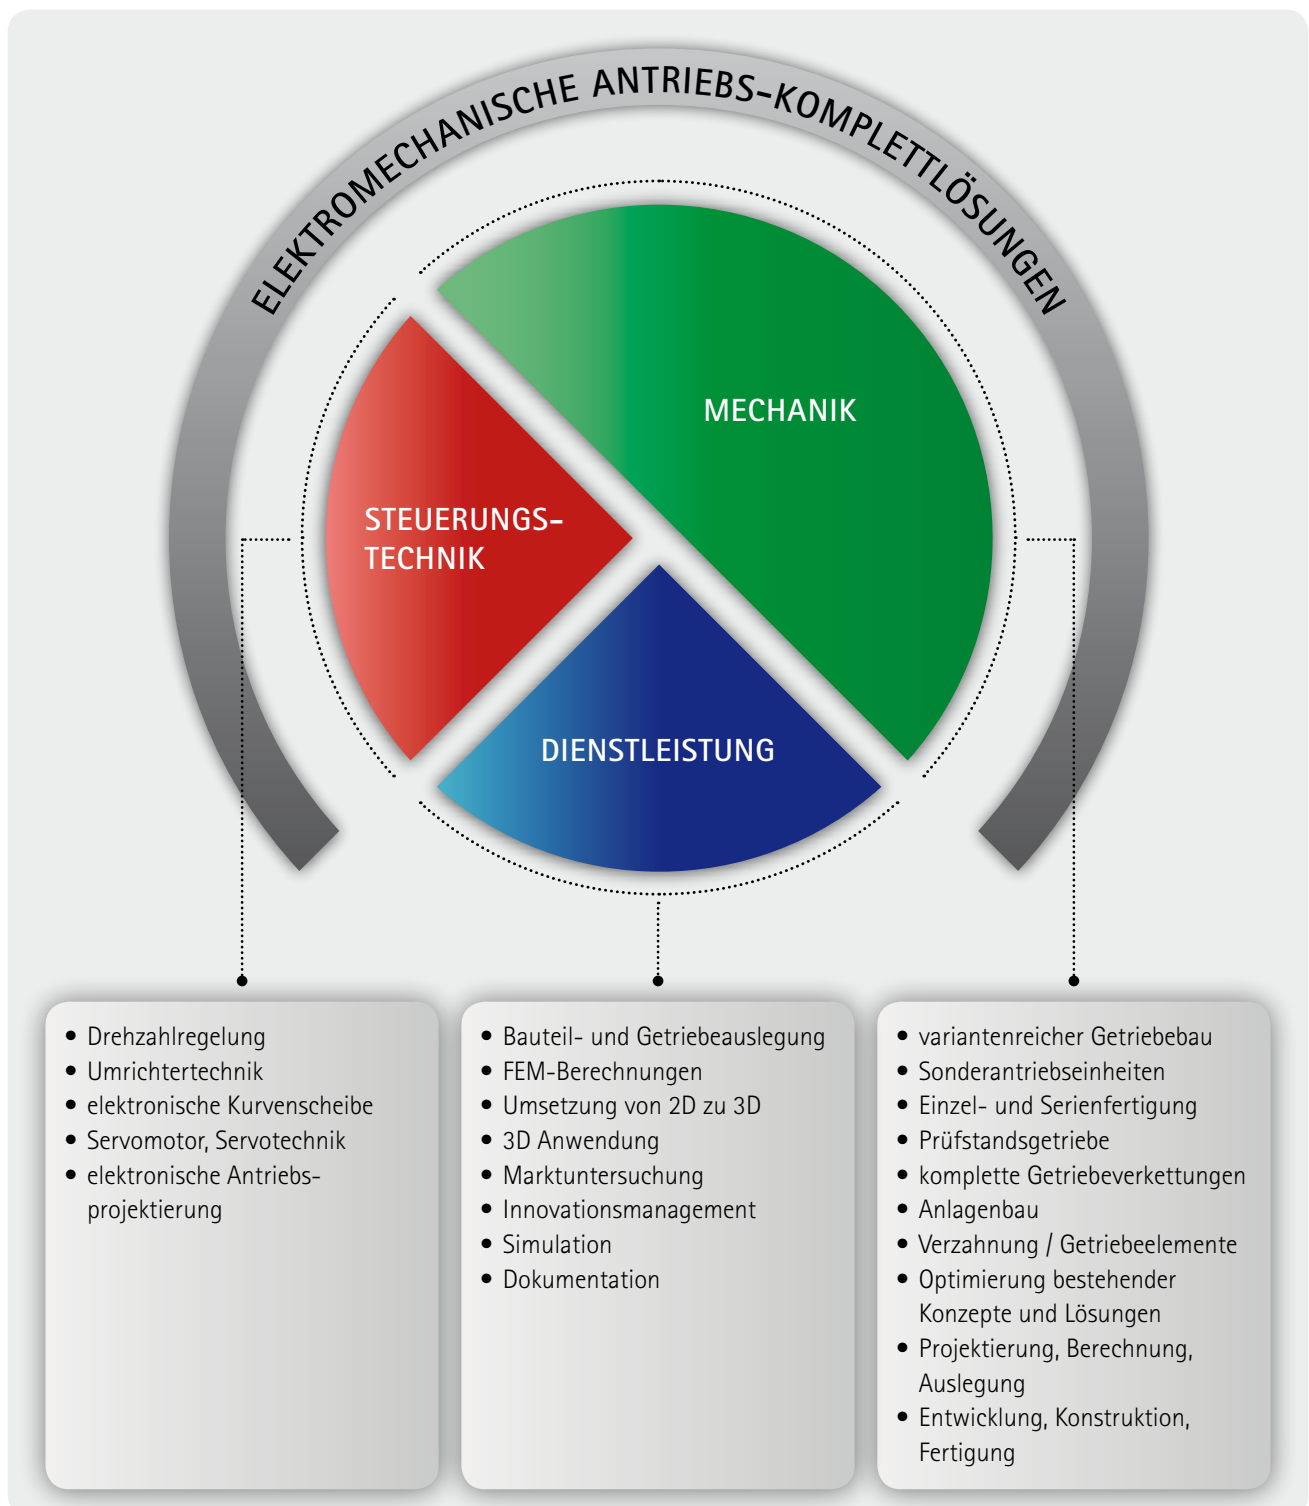 ELEKTROMECHANISCHE ANTRIEBS-KOMPLETTLÖSUNGEN
MECHANIK
STEUERUNGS-
TECHNIK
DIENSTLEISTUNG
• Drehzahlregelung
• Umrichtertechnik
• elektronische Kurvenscheibe
• Servomotor, Servotechnik
• elektronische Antriebs-
projektierung
• Bauteil- und Getriebeauslegung
• FEM-Berechnungen
• Umsetzung von 2D zu 3D
• 3D Anwendung
• Marktuntersuchung
• Innovationsmanagement
• Simulation
• Dokumentation
• variantenreicher Getriebebau
• Sonderantriebseinheiten
• Einzel- und Serienfertigung
• Prüfstandsgetriebe
• komplette Getriebeverkettungen
• Anlagenbau
• Verzahnung / Getriebeelemente
• Optimierung bestehender
Konzepte und Lösungen
• Projektierung, Berechnung,
Auslegung
• Entwicklung, Konstruktion,
Fertigung